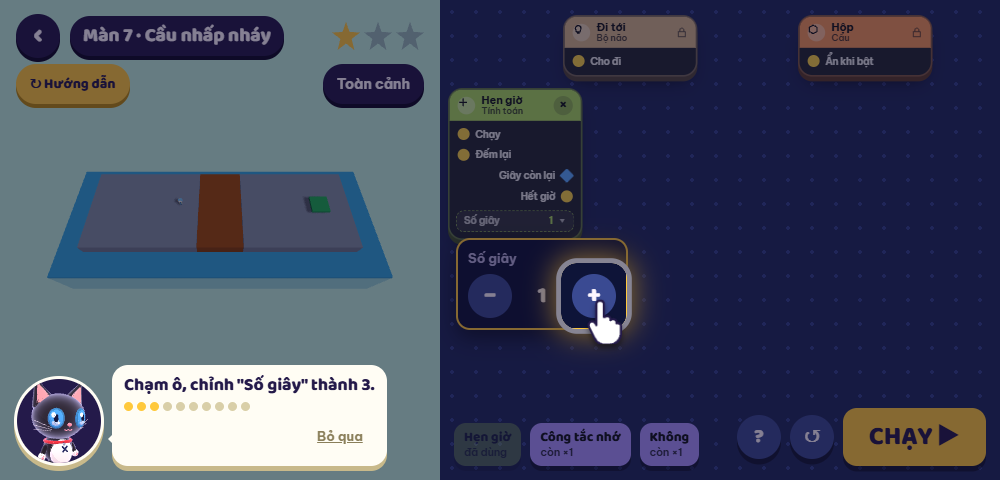 Màn 7 · Cầu nhấp nháy
↻ Hướng dẫn
Toàn cảnh
Chạm ô, chỉnh "Số giây" thành 3.
Bỏ qua
Đi tới
Bộ não
Cho đi
Hộp
Cầu
Ẩn khi bật
Hẹn giờ
Tính toán
Chạy
Đếm lại
Giây còn lại
Hết giờ
Số giây 1
Số giây
− 1 +
Hẹn giờ
đã dùng
Công tắc nhớ
còn ×1
Không
còn ×1
?
↺
CHẠY